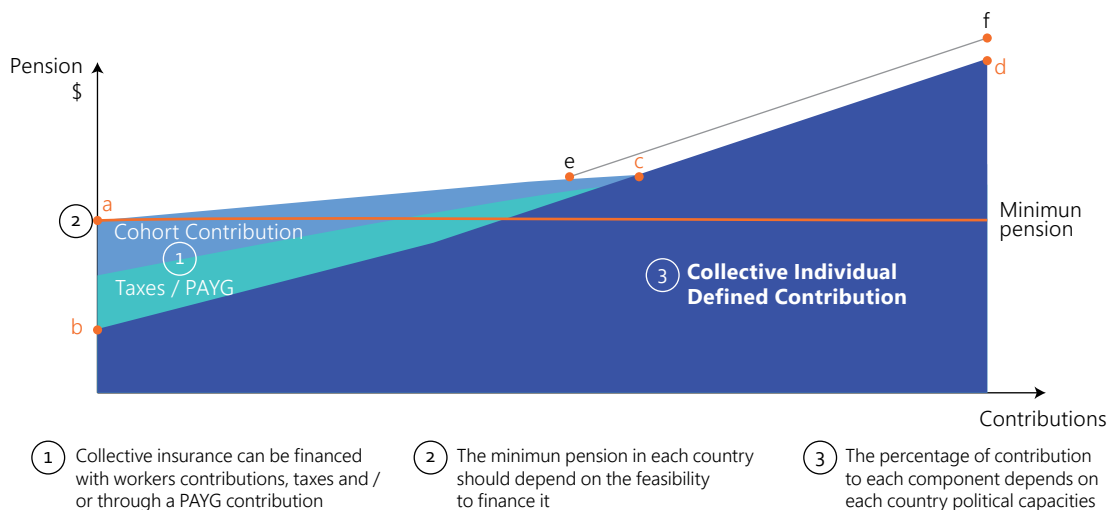 f
Pension
$
d
e
c
a
2
Minimun
pension
Cohort Contribution
1
Taxes / PAYG
3
Collective Individual
Defined Contribution
b
Contributions
1
Collective insurance can be financed
with workers contributions, taxes and /
or through a PAYG contribution
2
The minimun pension in each country
should depend on the feasibility
to finance it
3
The percentage of contribution
to each component depends on
each country political capacities